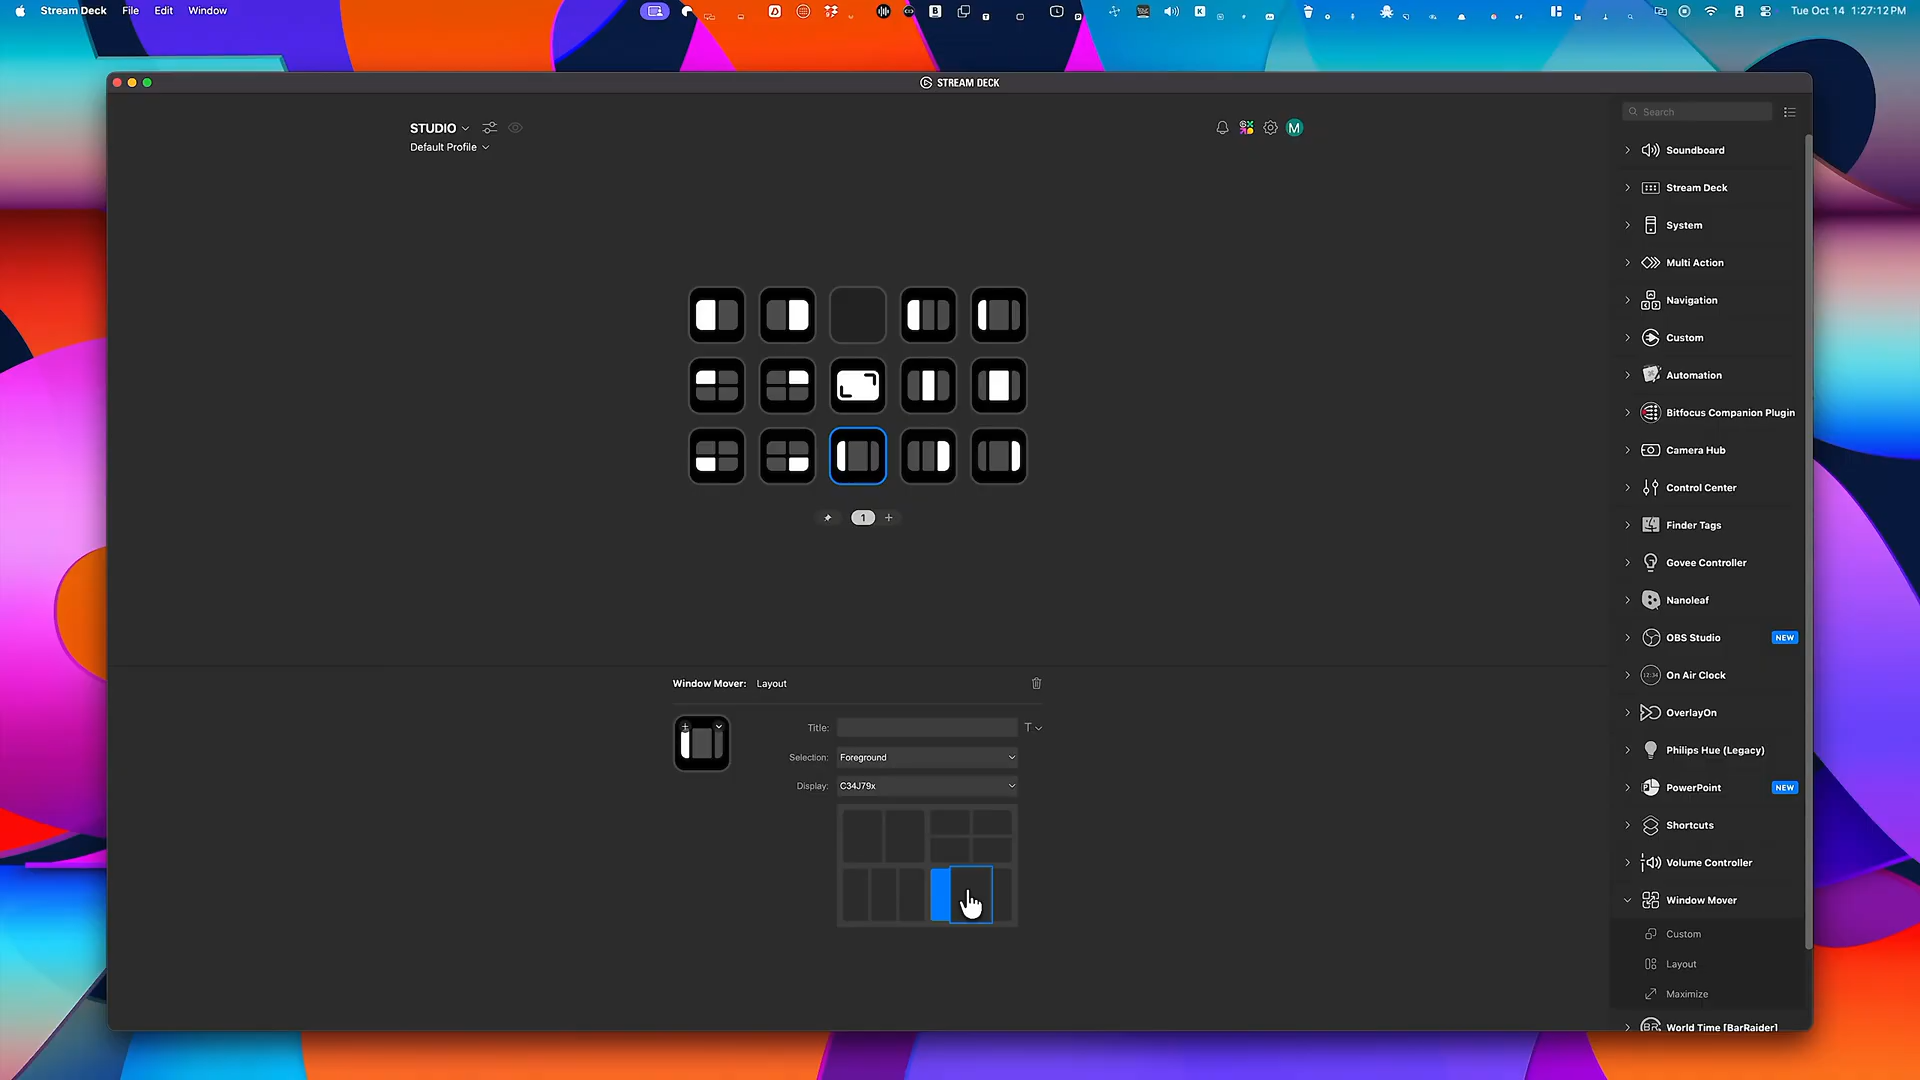 Stream Deck File Edit Window
Tue Oct 14 1:27:12 PM
STREAM DECK
Search
STUDIO
M
Default Profile
Soundboard
Stream Deck
System
Multi Action
Navigation
Custom
Automation
Bitfocus Companion Plugin
Camera Hub
Control Center
Finder Tags
Govee Controller
Nanoleaf
OBS Studio NEW
On Air Clock
OverlayOn
Philips Hue (Legacy)
PowerPoint NEW
Shortcuts
Volume Controller
Window Mover
Custom
Layout
Maximize
World Time [BarRaider]
1
Window Mover: Layout
Title:
T
Selection: Foreground
Display: C34J79x